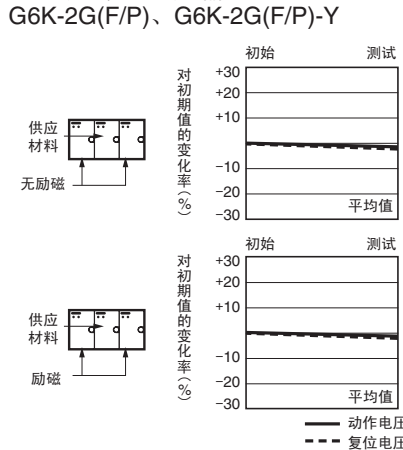 G6K-2G(F/P)、G6K-2G(F/P)-Y
初始 测试
对初期值的变化率(%)
+30
+20
+10
-10
-20
-30
平均值
供应
材料
无励磁
初始 测试
对初期值的变化率(%)
+30
+20
+10
-10
-20
-30
平均值
供应
材料
励磁
动作电压
复位电压